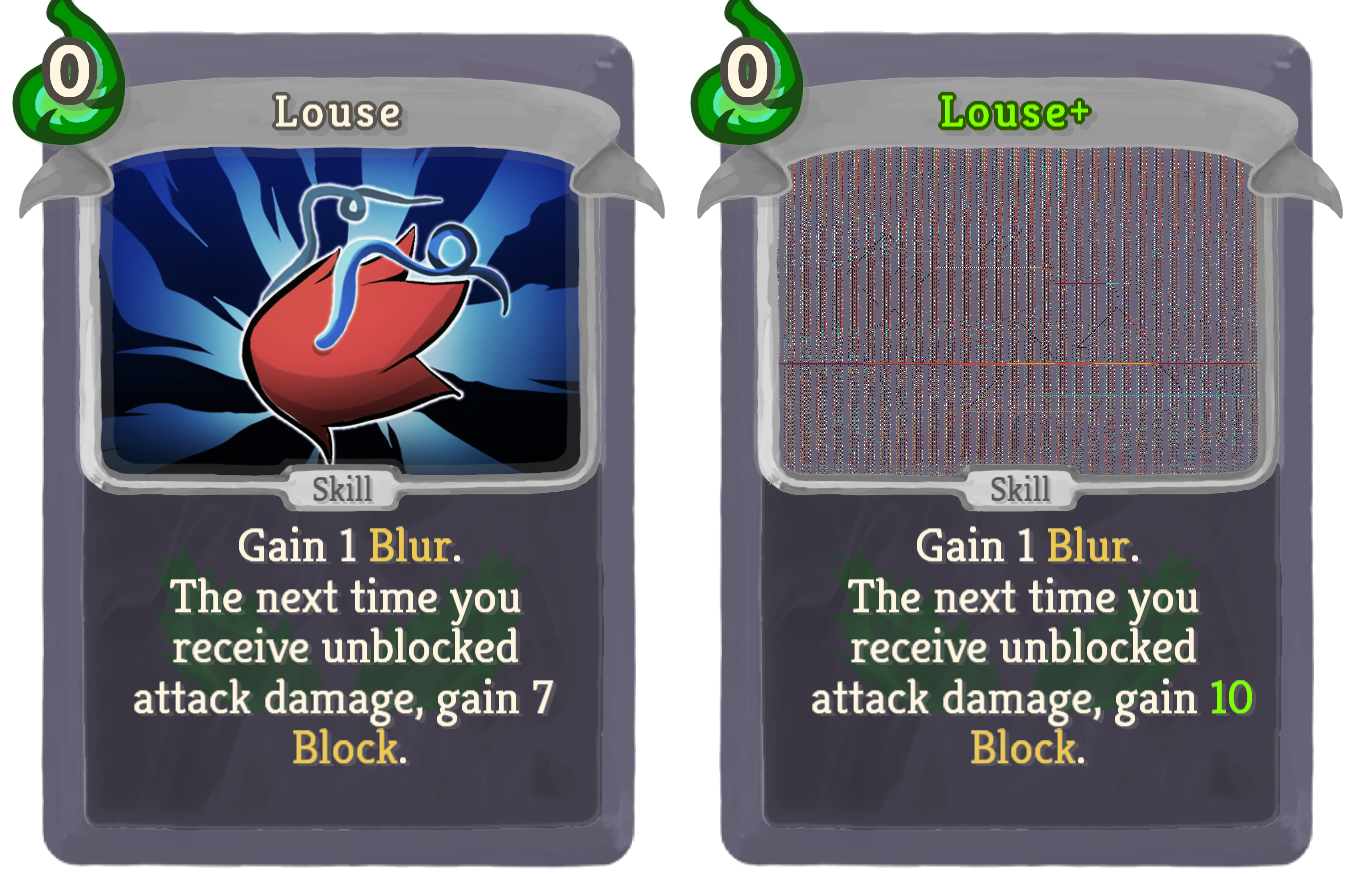 0
Louse
Skill
Gain 1 Blur.
The next time you
receive unblocked
attack damage, gain 7
Block.
0
Louse+
Skill
Gain 1 Blur.
The next time you
receive unblocked
attack damage, gain 10
Block.